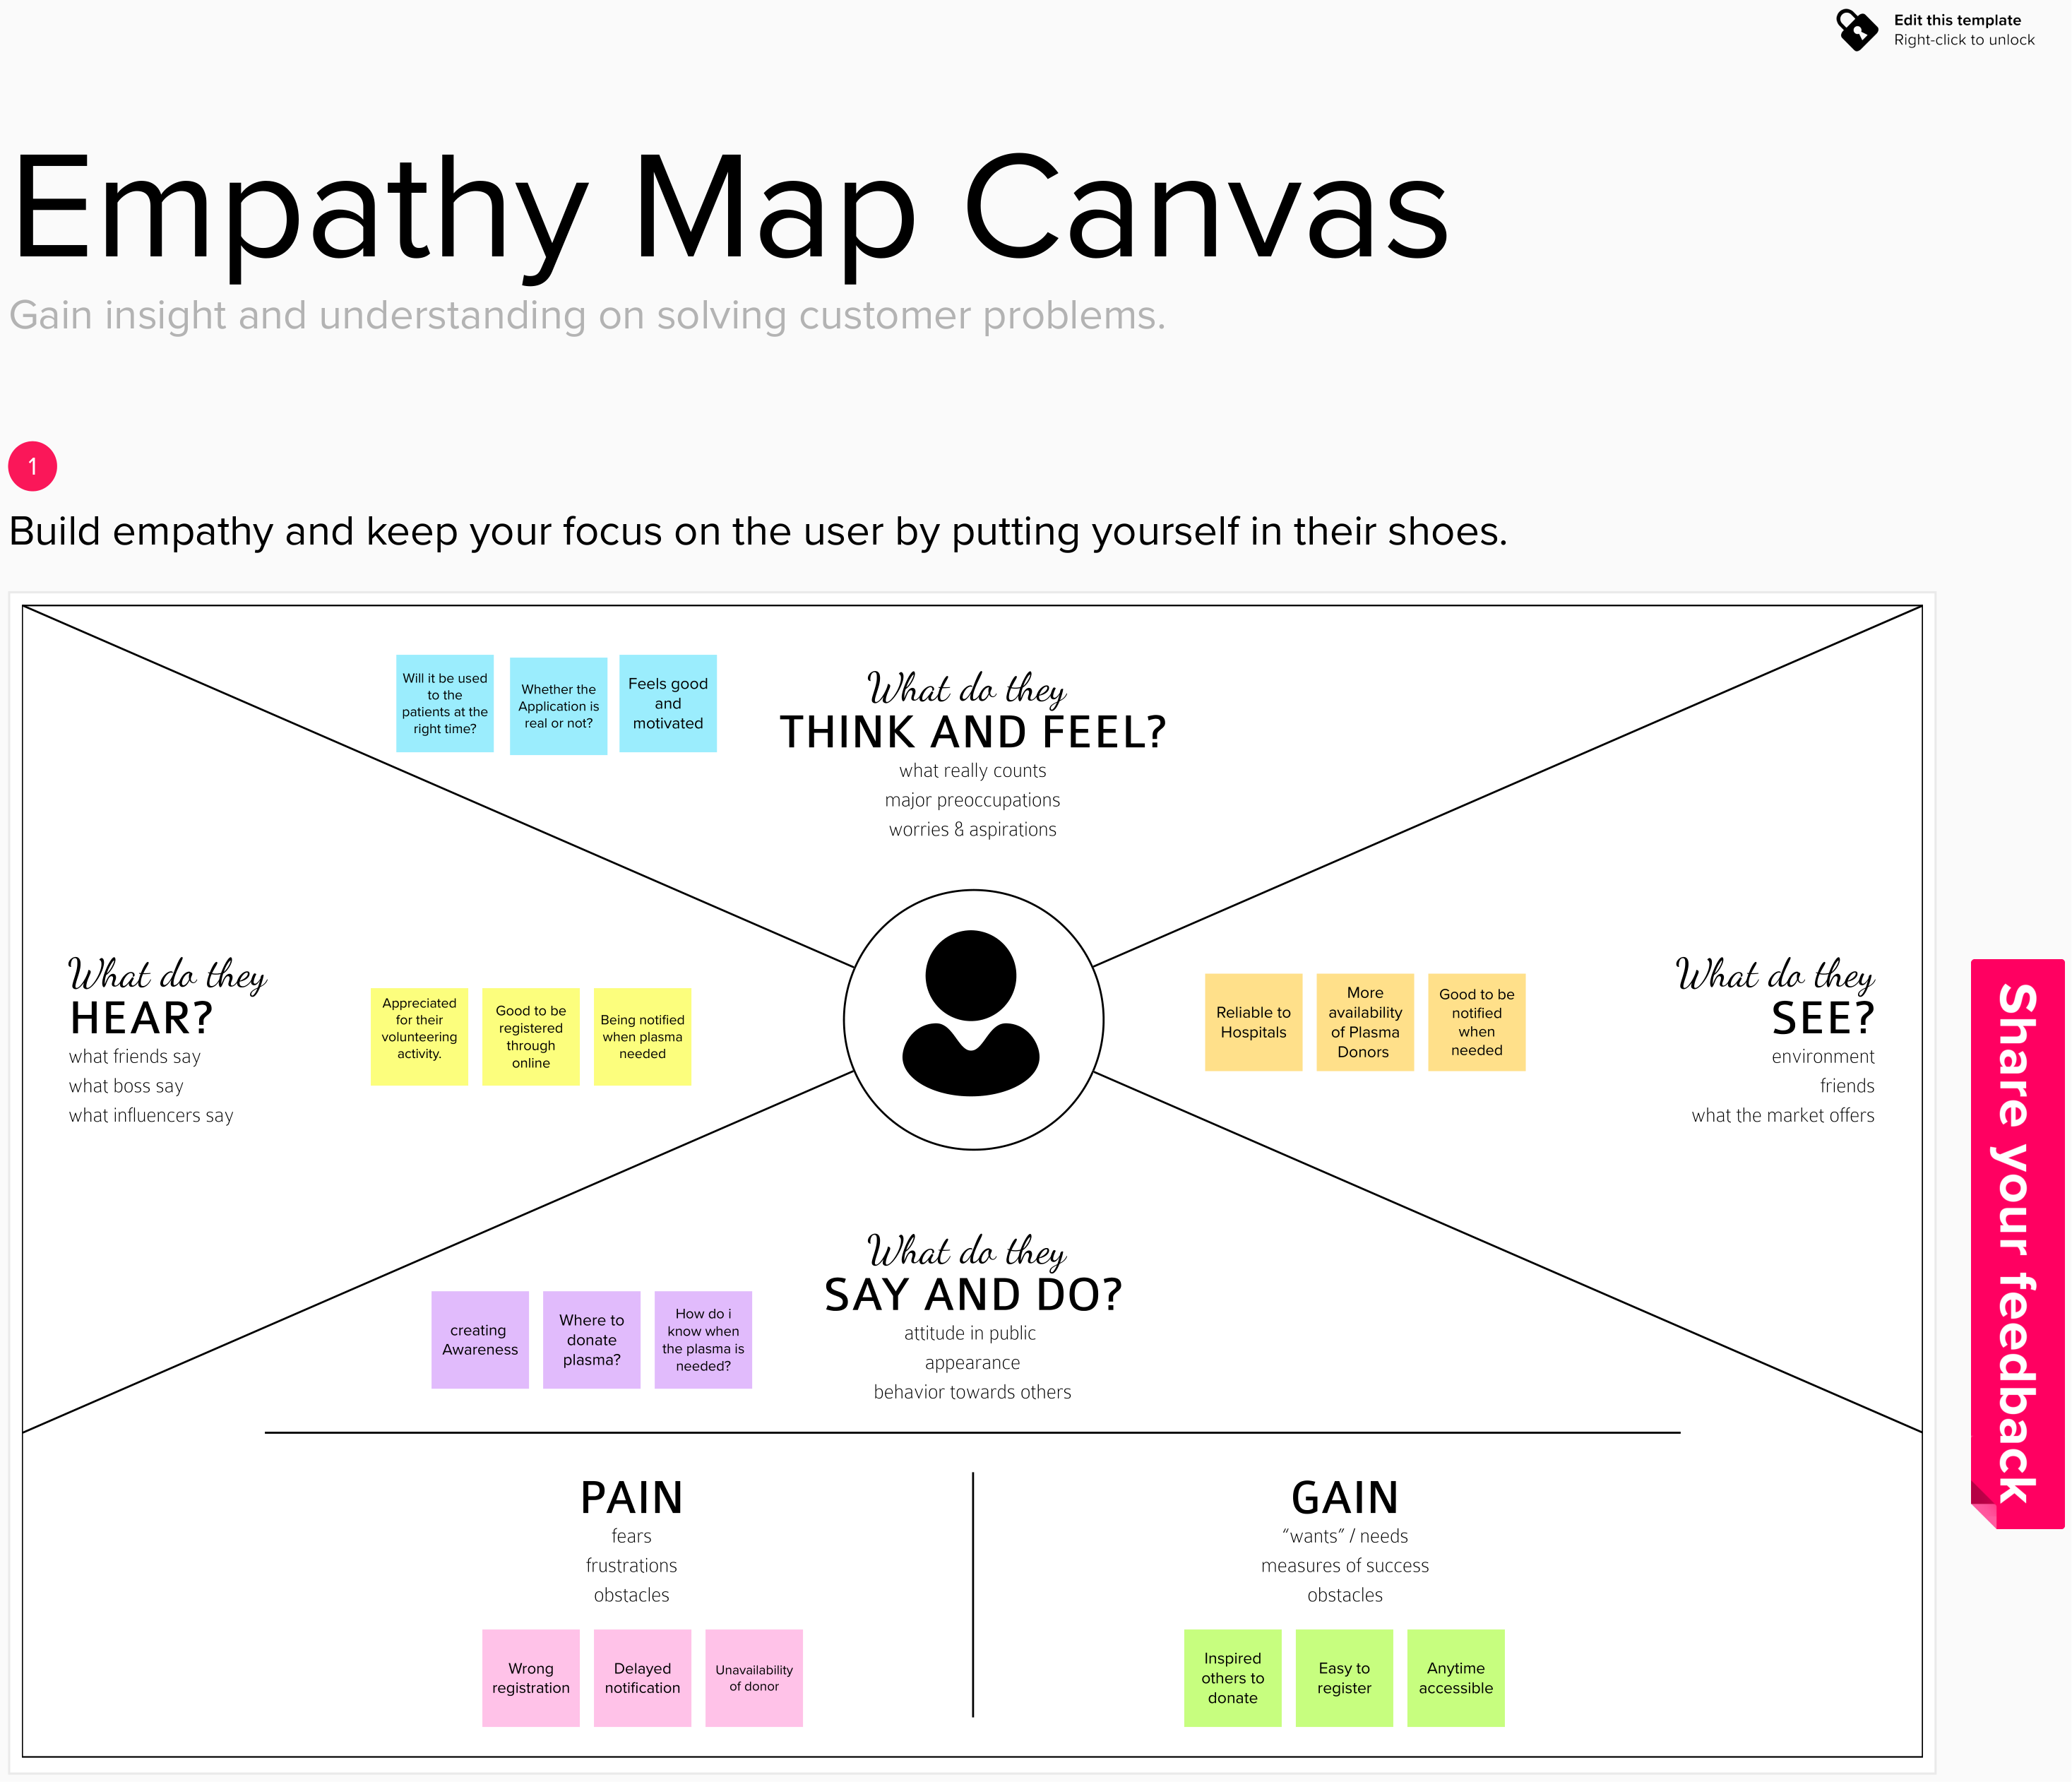 Edit this template
Right-click to unlock
Empathy Map Canvas
Gain insight and understanding on solving customer problems.
1
Build empathy and keep your focus on the user by putting yourself in their shoes.
Will it be used
to the
patients at the
right time?
Whether the
Application is
real or not?
Feels good
and
motivated
What do they
THINK AND FEEL?
what really counts
major preoccupations
worries & aspirations
What do they
HEAR?
what friends say
what boss say
what influencers say
Appreciated
for their
volunteering
activity.
Good to be
registered
through
online
Being notified
when plasma
needed
Reliable to
Hospitals
More
availability
of Plasma
Donors
Good to be
notified
when
needed
What do they
SEE?
environment
friends
what the market offers
What do they
SAY AND DO?
attitude in public
appearance
behavior towards others
creating
Awareness
Where to
donate
plasma?
How do i
know when
the plasma is
needed?
PAIN
fears
frustrations
obstacles
Wrong
registration
Delayed
notification
Unavailability
of donor
GAIN
“wants” / needs
measures of success
obstacles
Inspired
others to
donate
Easy to
register
Anytime
accessible
Share your feedback